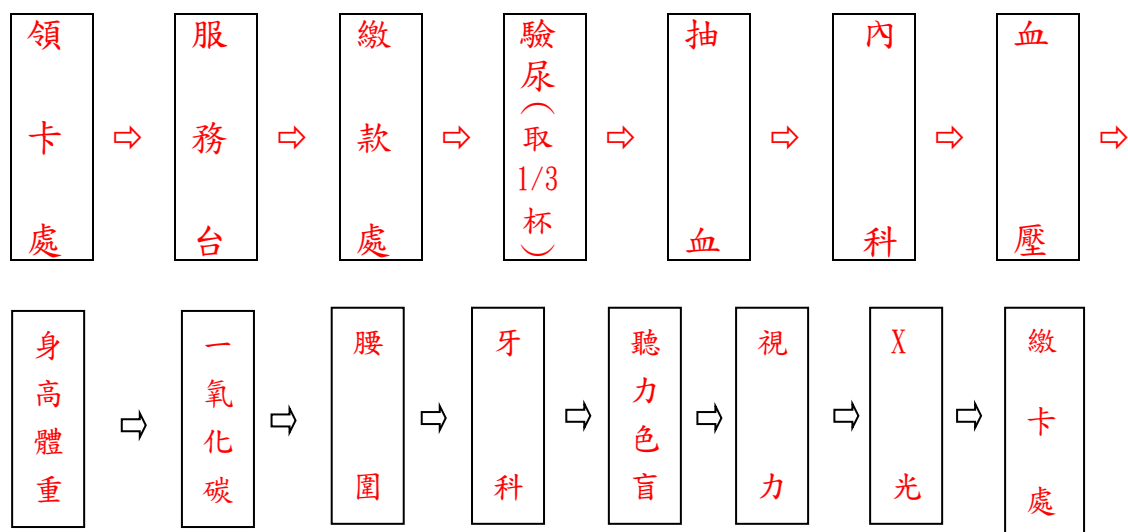 領卡處
服務台
繳款處
驗尿(取1/3杯)
抽血
內科
血壓
身高體重
一氧化碳
腰圍
牙科
聽力色盲
視力
X光
繳卡處